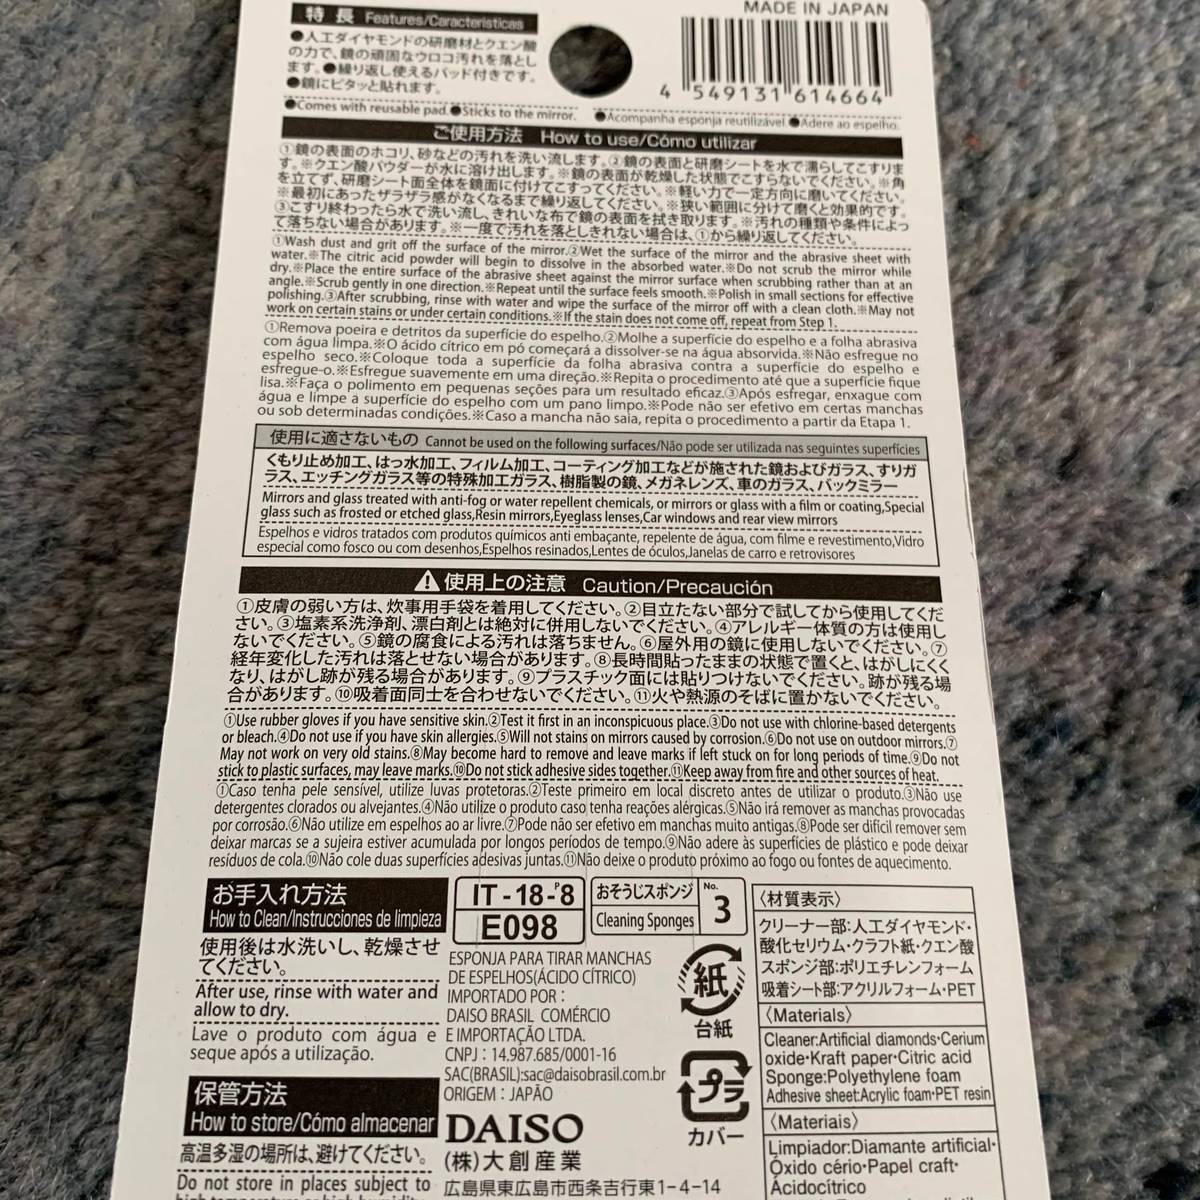 特長 Features/Características
●人工ダイヤモンドの研磨材とクエン酸
の力で、鏡の頑固なウロコ汚れを落とし
ます。●繰り返し使えるパッド付きです。
●鏡にピタッと貼れます。
●Comes with reusable pad.●Sticks to the mirror.
MADE IN JAPAN
4 549131 614664
●Acompanha esponja reutilizável ●Adere ao espelho.
ご使用方法 How to use/Cómo utilizar
①鏡の表面のホコリ、砂などの汚れを洗い流します。②鏡の表面と研磨シートを水で濡らしてこすりま
す。※クエン酸パウダーが水に溶け出します。※鏡の表面が乾燥した状態でこすらないでください。※角
を立てず、研磨シート面全体を鏡面に付けてこすってください。※軽い力で一定方向に磨いてください。
※最初にあったザラザラ感がなくなるまで繰り返してください。※狭い範囲に分けて磨くと効果的です。
③こすり終わったら水で洗い流し、きれいな布で鏡の表面を拭き取ります。※汚れの種類や条件によっ
て落ちない場合があります。※一度で汚れを落としきれない場合は、①から繰り返してください。
①Wash dust and grit off the surface of the mirror.②Wet the surface of the mirror and the abrasive sheet with
water.※The citric acid powder will begin to dissolve in the absorbed water.※Do not scrub the mirror while
dry.※Place the entire surface of the abrasive sheet against the mirror surface when scrubbing rather than at an
angle.※Scrub gently in one direction.※Repeat until the surface feels smooth.※Polish in small sections for effective
polishing.③After scrubbing, rinse with water and wipe the surface of the mirror off with a clean cloth.※May not
work on certain stains or under certain conditions.※If the stain does not come off, repeat from Step 1.
①Remova poeira e detritos da superfície do espelho.②Molhe a superfície do espelho e a folha abrasiva
com água limpa.※O ácido cítrico em pó começará a dissolver-se na água absorvida.※Não esfregue no
espelho seco.※Coloque toda a superfície da folha abrasiva contra a superfície do espelho e
esfregue-o.※Esfregue suavemente em uma direção.※Repita o procedimento até que a superfície fique
lisa.※Faça o polimento em pequenas seções para um resultado eficaz.③Após esfregar, enxague com
água e limpe a superfície do espelho com um pano limpo.※Pode não ser efetivo em certas manchas
ou sob determinadas condições.※Caso a mancha não saia, repita o procedimento a partir da Etapa 1.
使用に適さないもの Cannot be used on the following surfaces/Não pode ser utilizada nas seguintes superfícies
くもり止め加工、はっ水加工、フィルム加工、コーティング加工などが施された鏡およびガラス、すりガ
ラス、エッチングガラス等の特殊加工ガラス、樹脂製の鏡、メガネレンズ、車のガラス、バックミラー
Mirrors and glass treated with anti-fog or water repellent chemicals, or mirrors or glass with a film or coating,Special
glass such as frosted or etched glass,Resin mirrors,Eyeglass lenses,Car windows and rear view mirrors
Espelhos e vidros tratados com produtos químicos anti embaçante, repelente de água, com filme e revestimento,Vidro
especial como fosco ou com desenhos,Espelhos resinados,Lentes de óculos,Janelas de carro e retrovisores
使用上の注意 Caution/Precaución
①皮膚の弱い方は、炊事用手袋を着用してください。②目立たない部分で試してから使用してくだ
さい。③塩素系洗浄剤、漂白剤とは絶対に併用しないでください。④アレルギー体質の方は使用し
ないでください。⑤鏡の腐食による汚れは落ちません。⑥屋外用の鏡に使用しないでください。⑦
経年変化した汚れは落とせない場合があります。⑧長時間貼ったままの状態で置くと、はがしにくく
なり、はがし跡が残る場合があります。⑨プラスチック面には貼りつけないでください。跡が残る場
合があります。⑩吸着面同士を合わせないでください。⑪火や熱源のそばに置かないでください。
①Use rubber gloves if you have sensitive skin.②Test it first in an inconspicuous place.③Do not use with chlorine-based detergents
or bleach.④Do not use if you have skin allergies.⑤Will not stains on mirrors caused by corrosion.⑥Do not use on outdoor mirrors.⑦
May not work on very old stains.⑧May become hard to remove and leave marks if left stuck on for long periods of time.⑨Do not
stick to plastic surfaces, may leave marks.⑩Do not stick adhesive sides together.⑪Keep away from fire and other sources of heat.
①Caso tenha pele sensível, utilize luvas protetoras.②Teste primeiro em local discreto antes de utilizar o produto.③Não use
detergentes clorados ou alvejantes.④Não utilize o produto caso tenha reações alérgicas.⑤Não irá remover as manchas provocadas
por corrosão.⑥Não utilize em espelhos ao ar livre.⑦Pode não ser efetivo em manchas muito antigas.⑧Pode ser difícil remover sem
deixar marcas se a sujeira estiver acumulada por longos períodos de tempo.⑨Não adere às superfícies de plástico e pode deixar
resíduos de cola.⑩Não cole duas superfícies adesivas juntas.⑪Não deixe o produto próximo ao fogo ou fontes de aquecimento.
お手入れ方法
How to Clean/Instrucciones de limpieza
使用後は水洗いし、乾燥させ
てください。
After use, rinse with water and
allow to dry.
Lave o produto com água e
seque após a utilização.
保管方法
How to store/Cómo almacenar
高温多湿の場所は、避けてください。
Do not store in places subject to
high temperature or high humidity.
IT-18-P8
E098
おそうじスポンジ
Cleaning Sponges
No.
3
ESPONJA PARA TIRAR MANCHAS
DE ESPELHOS(ÁCIDO CÍTRICO)
IMPORTADO POR:
DAISO BRASIL COMÉRCIO
E IMPORTAÇÃO LTDA.
CNPJ:14.987.685/0001-16
SAC(BRASIL):sac@daisobrasil.com.br
ORIGEM:JAPÃO
DAISO
(株)大創産業
広島県東広島市西条吉行東1-4-14
紙
台紙
プラ
カバー
〈材質表示〉
クリーナー部:人工ダイヤモンド・
酸化セリウム・クラフト紙・クエン酸
スポンジ部:ポリエチレンフォーム
吸着シート部:アクリルフォーム・PET
〈Materials〉
Cleaner:Artificial diamonds・Cerium
oxide・Kraft paper・Citric acid
Sponge:Polyethylene foam
Adhesive sheet:Acrylic foam・PET resin
〈Materiais〉
Limpiador:Diamante artificial・
Óxido cério・Papel craft・
Ácidocítrico